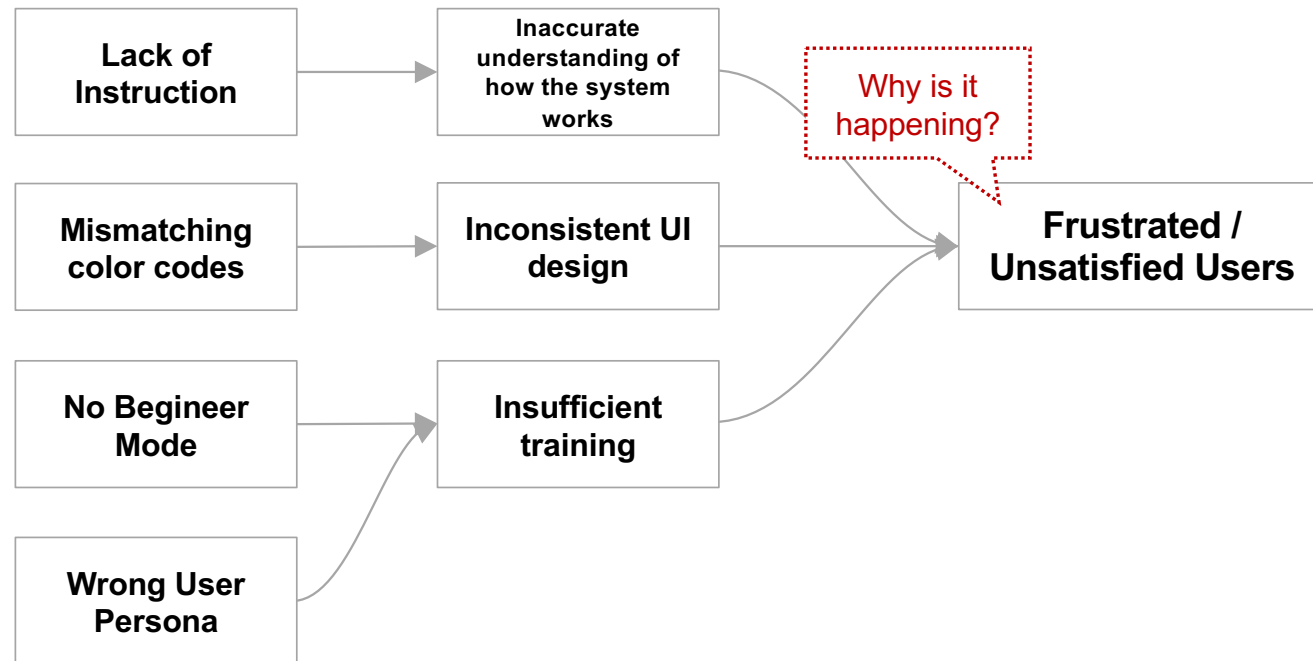 Lack of
Instruction
Inaccurate
understanding of
how the system
works
Why is it
happening?
Mismatching
color codes
Inconsistent UI
design
Frustrated /
Unsatisfied Users
No Begineer
Mode
Insufficient
training
Wrong User
Persona